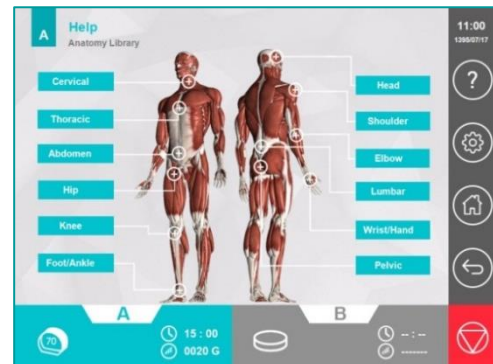 A
Help
Anatomy Library
11:00
1395/07/17
?
Cervical
Thoracic
Abdomen
Hip
Knee
Foot/Ankle
Head
Shoulder
Elbow
Lumbar
Wrist/Hand
Pelvic
A
70
15 : 00
0020 G
B
-- : --
-------